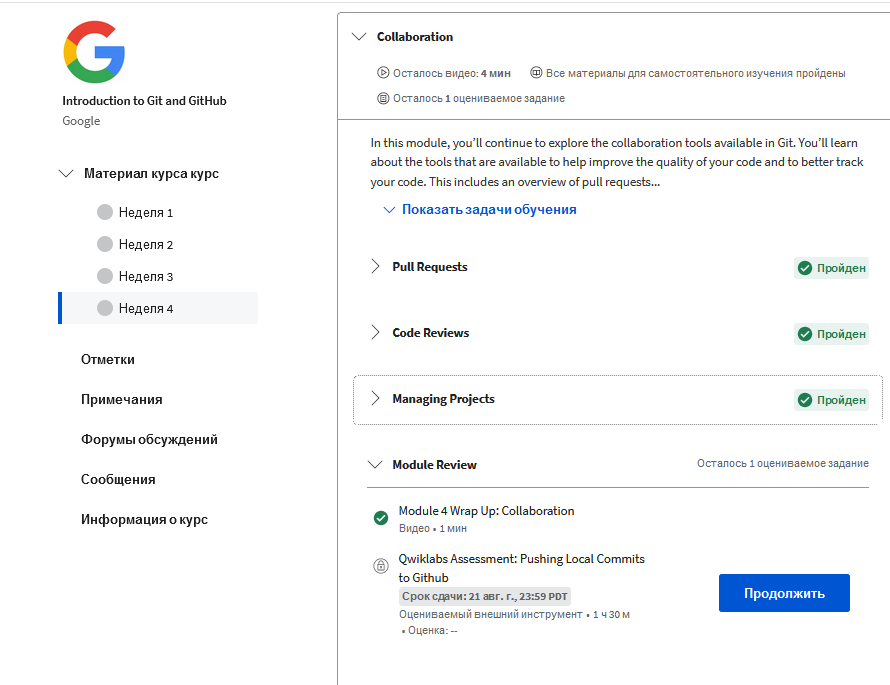 Introduction to Git and GitHub
Google
Материал курса курс
Неделя 1
Неделя 2
Неделя 3
Неделя 4
Отметки
Примечания
Форумы обсуждений
Сообщения
Информация о курс
Collaboration
Осталось видео: 4 мин Все материалы для самостоятельного изучения пройдены
Осталось 1 оцениваемое задание
In this module, you’ll continue to explore the collaboration tools available in Git. You’ll learn
about the tools that are available to help improve the quality of your code and to better track
your code. This includes an overview of pull requests...
Показать задачи обучения
Pull Requests Пройден
Code Reviews Пройден
Managing Projects Пройден
Module Review Осталось 1 оцениваемое задание
Module 4 Wrap Up: Collaboration
Видео • 1 мин
Qwiklabs Assessment: Pushing Local Commits
to Github
Срок сдачи: 21 авг. г., 23:59 PDT
Оцениваемый внешний инструмент • 1 ч 30 м
• Оценка: --
Продолжить